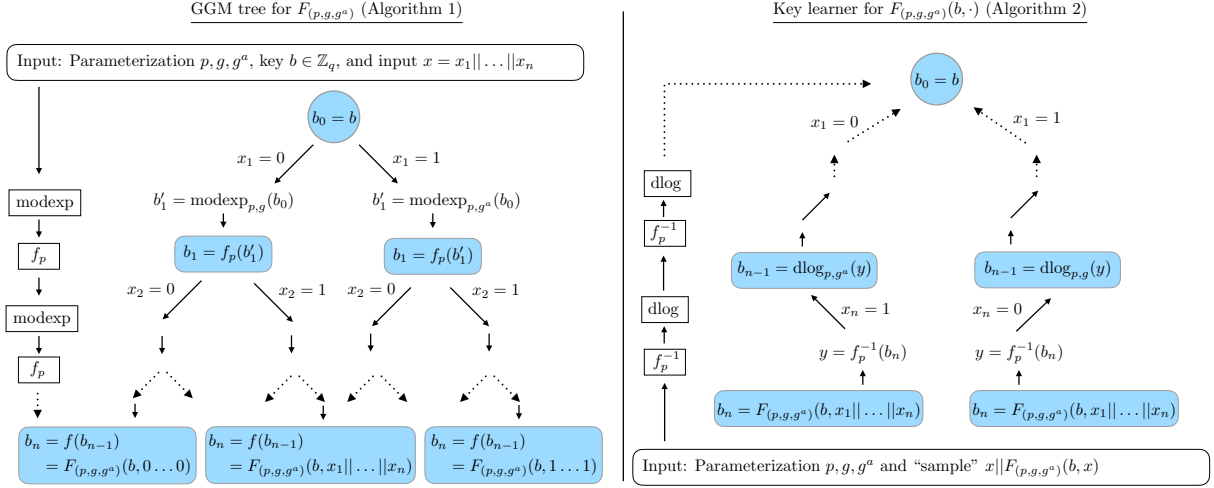 GGM tree for F_{(p,g,g^a)} (Algorithm 1)
Input: Parameterization p, g, g^a, key b ∈ ℤ_q, and input x = x_1||...||x_n
b_0 = b
x_1 = 0
x_1 = 1
modexp
b'_1 = modexp_{p,g}(b_0)
b'_1 = modexp_{p,g^a}(b_0)
f_p
b_1 = f_p(b'_1)
b_1 = f_p(b'_1)
x_2 = 0
x_2 = 1
x_2 = 0
x_2 = 1
modexp
f_p
b_n = f(b_{n-1})
= F_{(p,g,g^a)}(b, 0...0)
b_n = f(b_{n-1})
= F_{(p,g,g^a)}(b, x_1||...||x_n)
b_n = f(b_{n-1})
= F_{(p,g,g^a)}(b, 1...1)
Key learner for F_{(p,g,g^a)}(b, ·) (Algorithm 2)
b_0 = b
x_1 = 0
x_1 = 1
dlog
f_p^{-1}
b_{n-1} = dlog_{p,g^a}(y)
b_{n-1} = dlog_{p,g}(y)
dlog
x_n = 1
x_n = 0
f_p^{-1}
y = f_p^{-1}(b_n)
y = f_p^{-1}(b_n)
b_n = F_{(p,g,g^a)}(b, x_1||...||x_n)
b_n = F_{(p,g,g^a)}(b, x_1||...||x_n)
Input: Parameterization p, g, g^a and “sample” x||F_{(p,g,g^a)}(b, x)